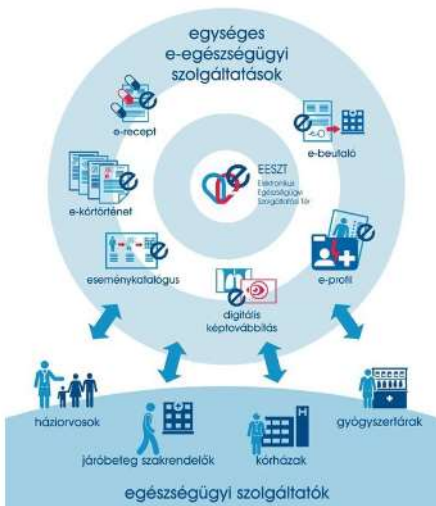 egységes
e-egészségügyi
szolgáltatások
e-recept
e-beutaló
EESZT
Elektronikus
Egészségügyi
Szolgáltatási Tér
e-kórtörténet
eseménykatalógus
digitális
képtovábbítás
e-profil
háziorvosok
járóbeteg szakrendelők
kórházak
gyógyszertárak
egészségügyi szolgáltatók